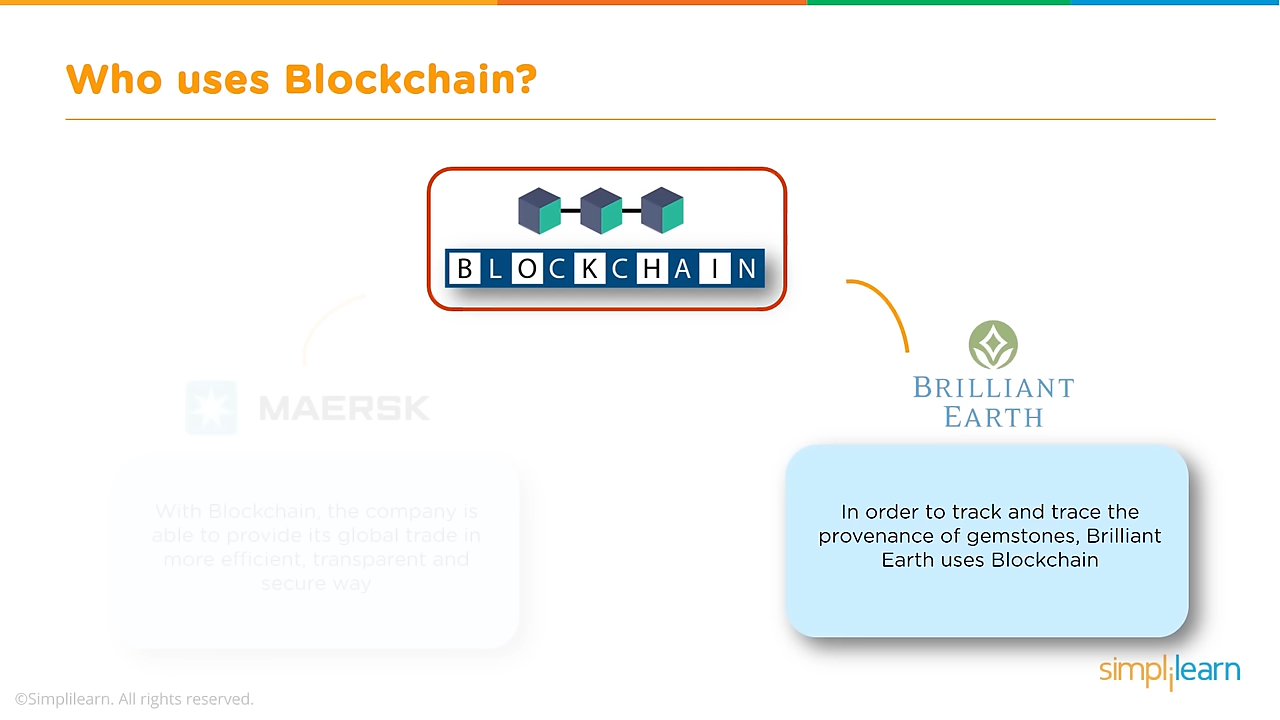 Who uses Blockchain?
BLOCKCHAIN
MAERSK
BRILLIANT
EARTH
With Blockchain, the company is
able to provide its global trade in
more efficient, transparent and
secure way
In order to track and trace the
provenance of gemstones, Brilliant
Earth uses Blockchain
simplilearn
©Simplilearn. All rights reserved.